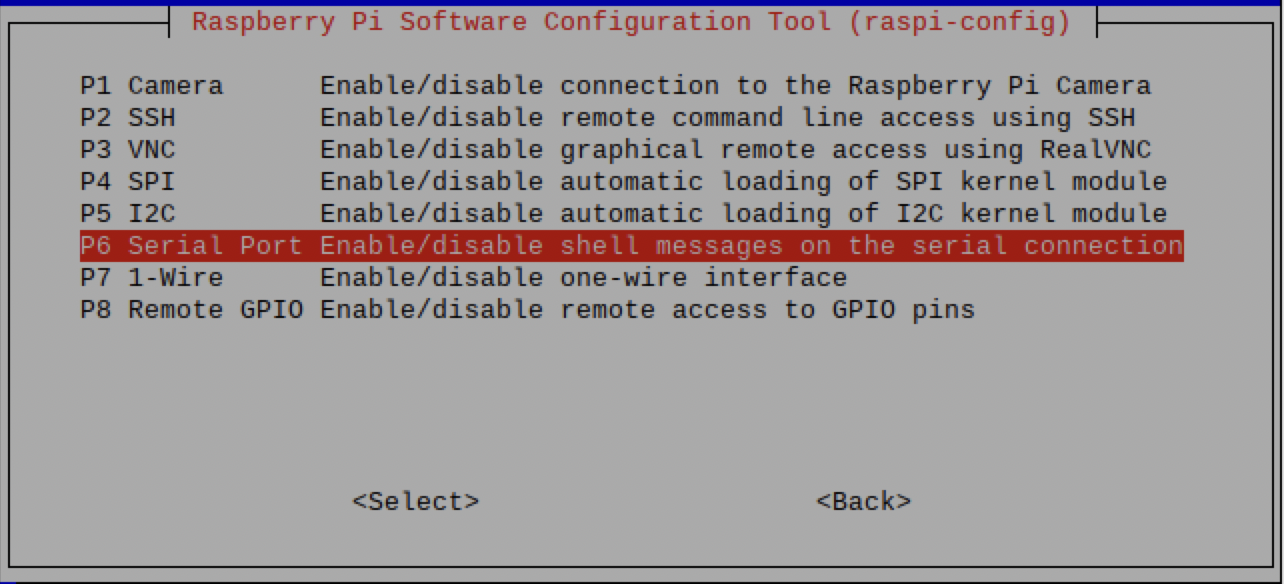 Raspberry Pi Software Configuration Tool (raspi-config)
P1 Camera Enable/disable connection to the Raspberry Pi Camera
P2 SSH Enable/disable remote command line access using SSH
P3 VNC Enable/disable graphical remote access using RealVNC
P4 SPI Enable/disable automatic loading of SPI kernel module
P5 I2C Enable/disable automatic loading of I2C kernel module
P6 Serial Port Enable/disable shell messages on the serial connection
P7 1-Wire Enable/disable one-wire interface
P8 Remote GPIO Enable/disable remote access to GPIO pins
<Select> <Back>